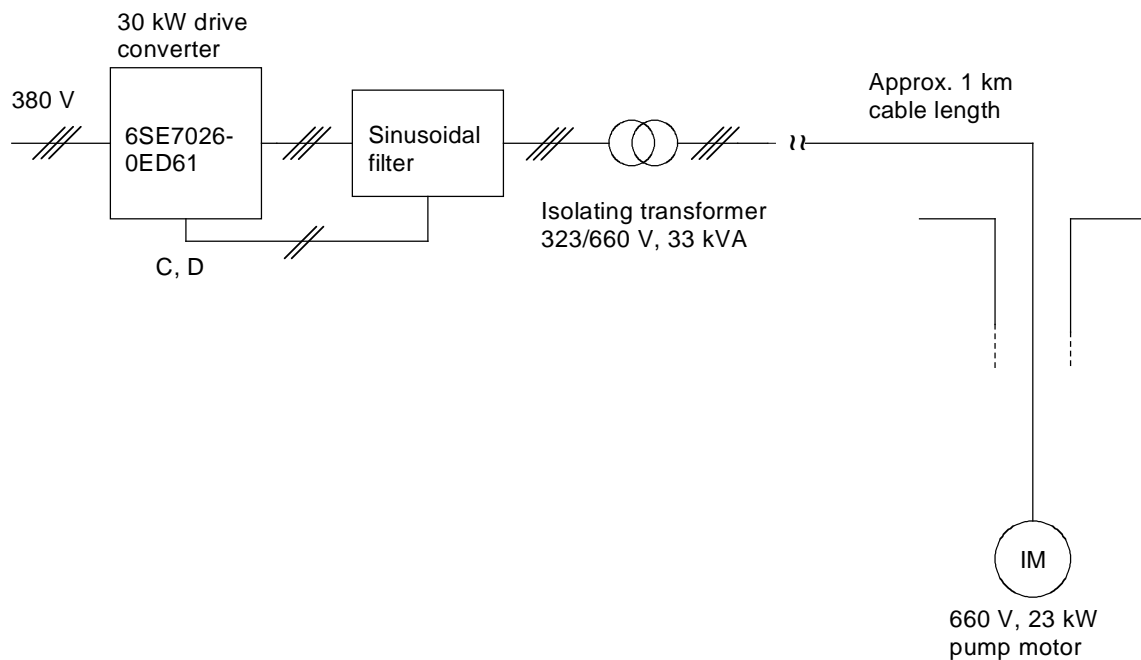 30 kW drive
converter
380 V
6SE7026-
0ED61
Sinusoidal
filter
C, D
Isolating transformer
323/660 V, 33 kVA
Approx. 1 km
cable length
IM
660 V, 23 kW
pump motor